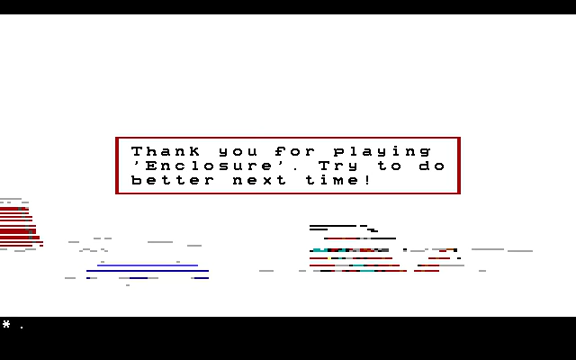 Thank you for playing
'Enclosure'. Try to do
better next time!
* .